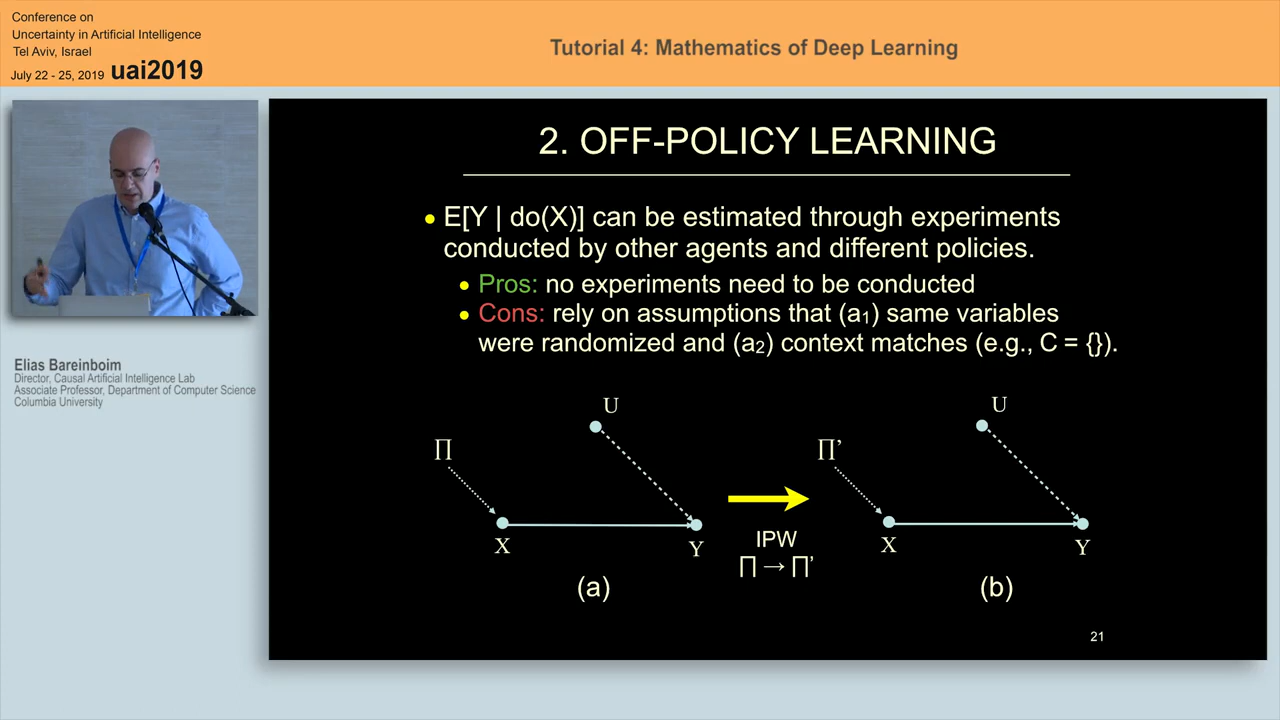 Conference on
Uncertainty in Artificial Intelligence
Tel Aviv, Israel
July 22 - 25, 2019 uai2019
Tutorial 4: Mathematics of Deep Learning
Elias Bareinboim
Director, Causal Artificial Intelligence Lab
Associate Professor, Department of Computer Science
Columbia University
2. OFF-POLICY LEARNING
• E[Y | do(X)] can be estimated through experiments
conducted by other agents and different policies.
• Pros: no experiments need to be conducted
• Cons: rely on assumptions that (a₁) same variables
were randomized and (a₂) context matches (e.g., C = {}).
U
∏
X
Y
(a)
IPW
∏ → ∏’
U
∏’
X
Y
(b)
21